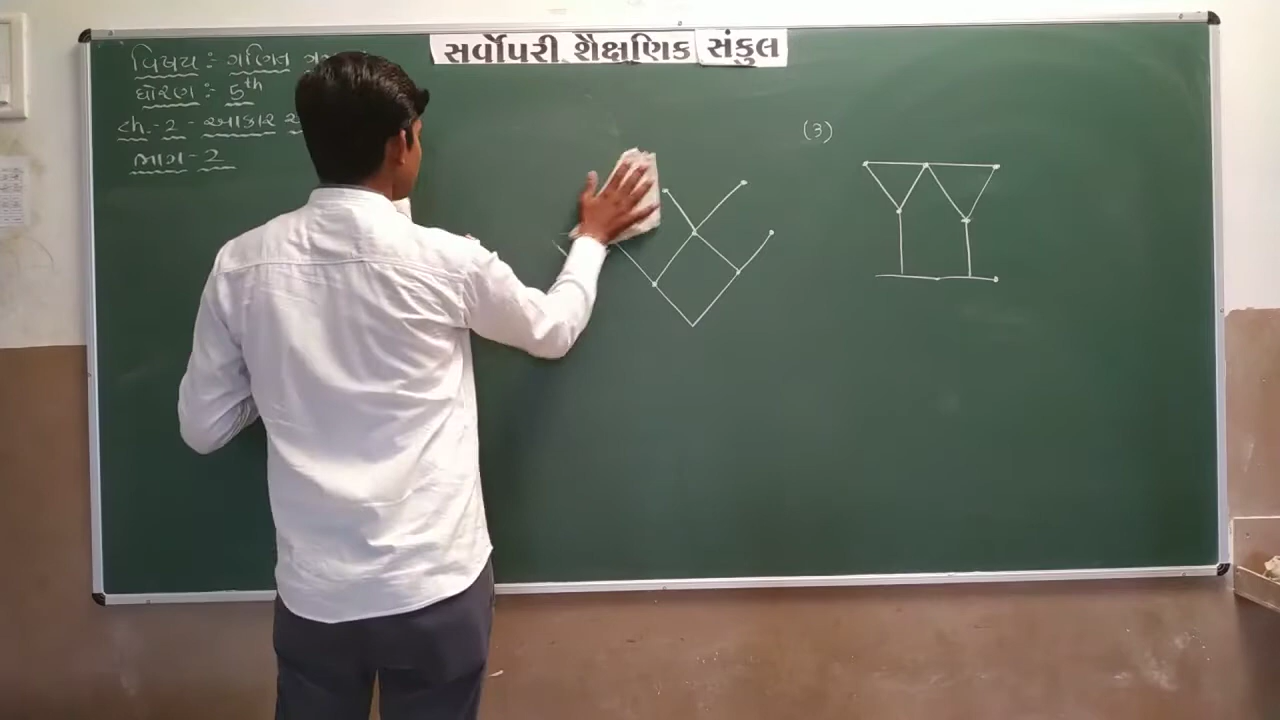 સર્વોપરી શૈક્ષણિક સંકુલ
વિષય :- ગણિત
ધોરણ :- 5th
ch.-2 - આકાર
ભાગ-2
(3)